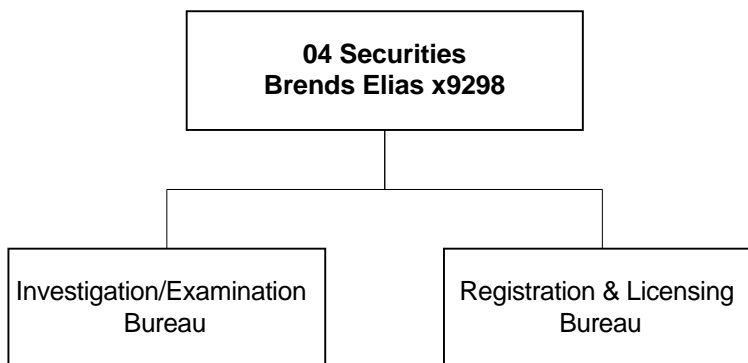 04 Securities
Brends Elias x9298
Investigation/Examination
Bureau
Registration & Licensing
Bureau